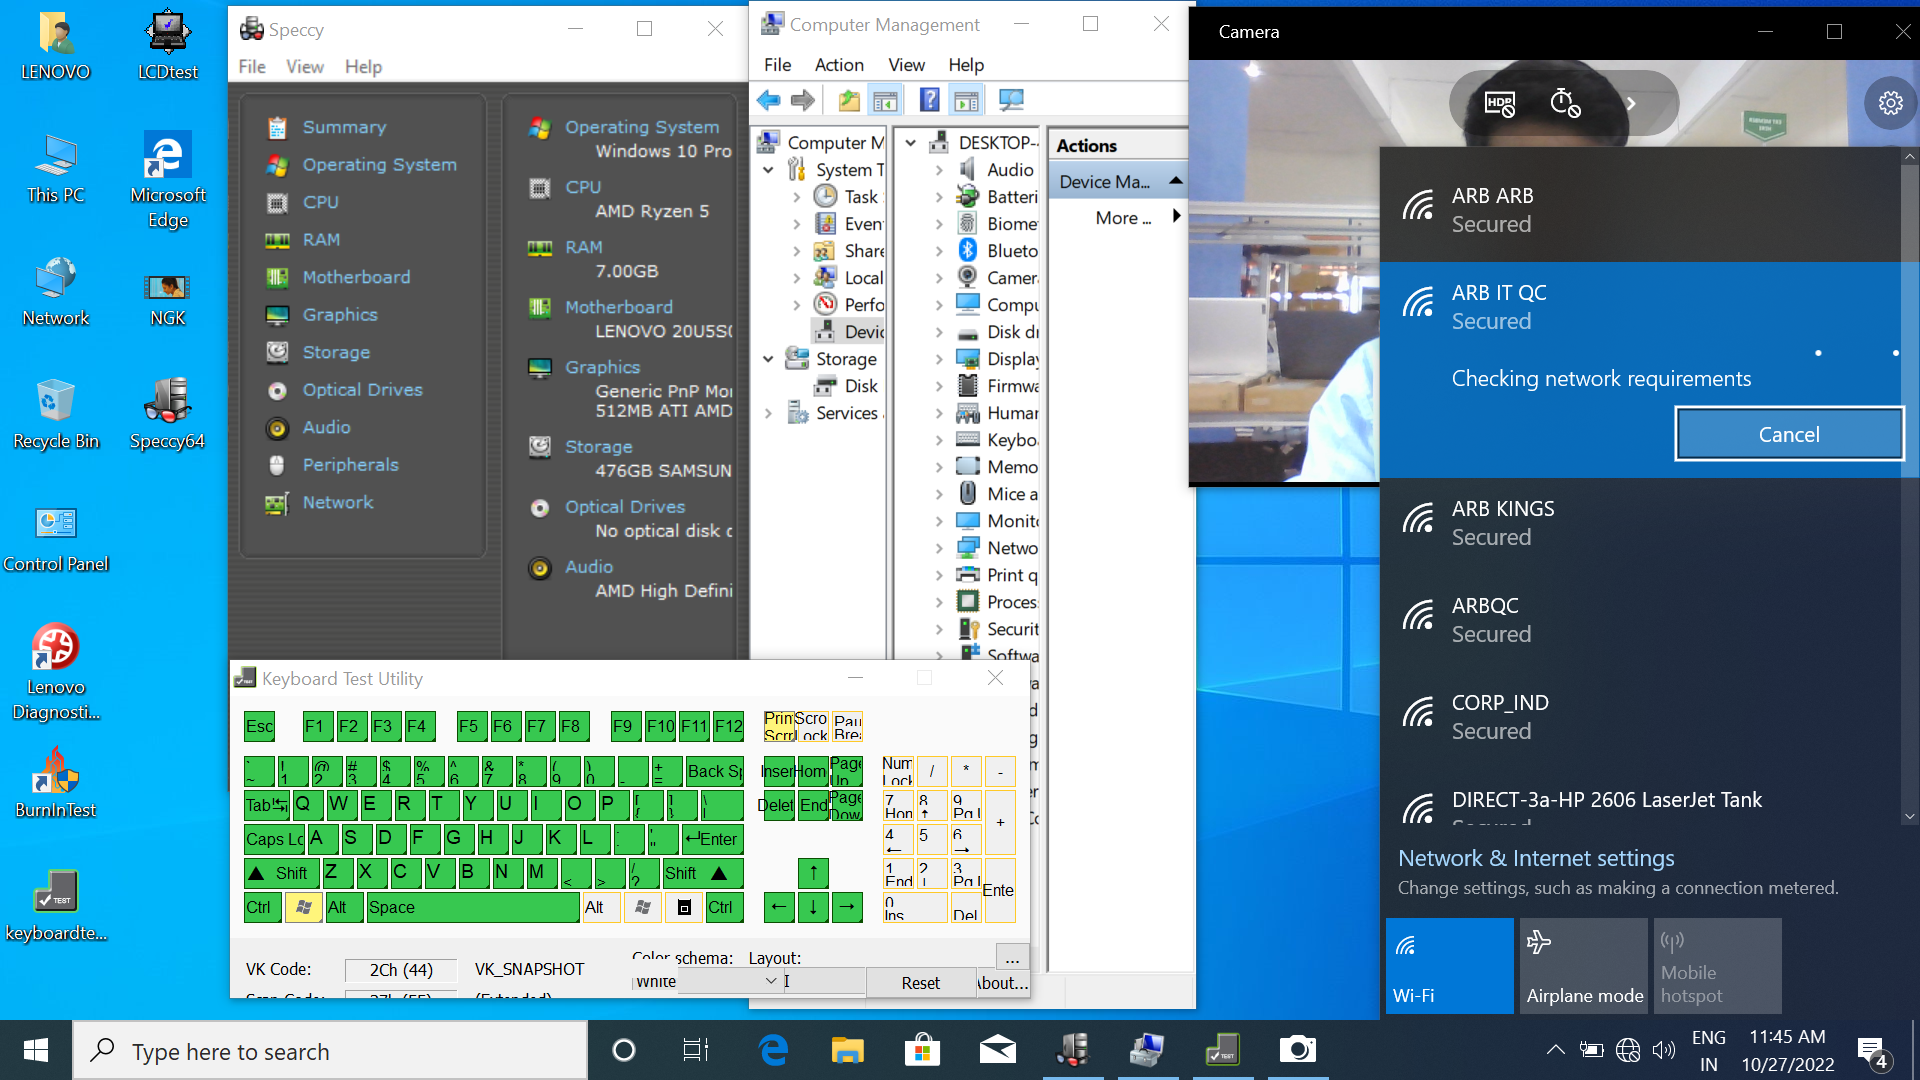 LENOVO
LCDtest
This PC
Microsoft
Edge
Network
NGK
Recycle Bin
Speccy64
Control Panel
Lenovo
Diagnosti...
BurnInTest
keyboardte...
Speccy
File View Help
Summary
Operating System
CPU
RAM
Motherboard
Graphics
Storage
Optical Drives
Audio
Peripherals
Network
Operating System
Windows 10 Pro
CPU
AMD Ryzen 5
RAM
7.00GB
Motherboard
LENOVO 20U5S0
Graphics
Generic PnP Mo
512MB ATI AMD
Storage
476GB SAMSUN
Optical Drives
No optical disk d
Audio
AMD High Defini
Computer Management
File Action View Help
Computer M
System T
Task
Even
Share
Local
Perfo
Devic
Storage
Disk
Services
DESKTOP-
Audio
Batteri
Biome
Blueto
Camer
Compu
Disk dr
Display
Firmwa
Human
Keyboa
Memo
Mice a
Monito
Netwo
Print q
Proces
Securit
Softwa
Actions
Device Ma...
More ...
Keyboard Test Utility
Esc F1 F2 F3 F4 F5 F6 F7 F8 F9 F10 F11 F12
Prin
Scrr
Scro
Lock
Pau
Brea
` ~ ! 1 @ 2 # 3 $ 4 % 5 ^ 6 & 7 * 8 ( 9 ) 0 - + = Back Sp
Inser Hom Page Up
Num Lock / * -
Tab Q W E R T Y U I O P [ { ] } \ |
Delet End Page Dow
7 Hom 8 ↑ 9 Pg U +
Caps Lo A S D F G H J K L : ' " ↵Enter
4 ← 5 6 →
▲ Shift Z X C V B N M < > / ? Shift ▲
↑
1 End 2 ↓ 3 Pg Enter
Ctrl Alt Space Alt Ctrl
← ↓ →
0 Ins Del
VK Code: 2Ch (44) VK_SNAPSHOT
Color schema: Layout: ...
White Reset About...
Camera
HDR
ARB ARB
Secured
ARB IT QC
Secured
Checking network requirements
Cancel
ARB KINGS
Secured
ARBQC
Secured
CORP_IND
Secured
DIRECT-3a-HP 2606 LaserJet Tank
Secured
Network & Internet settings
Change settings, such as making a connection metered.
Wi-Fi
Airplane mode
Mobile
hotspot
Type here to search
ENG
IN
11:45 AM
10/27/2022
4